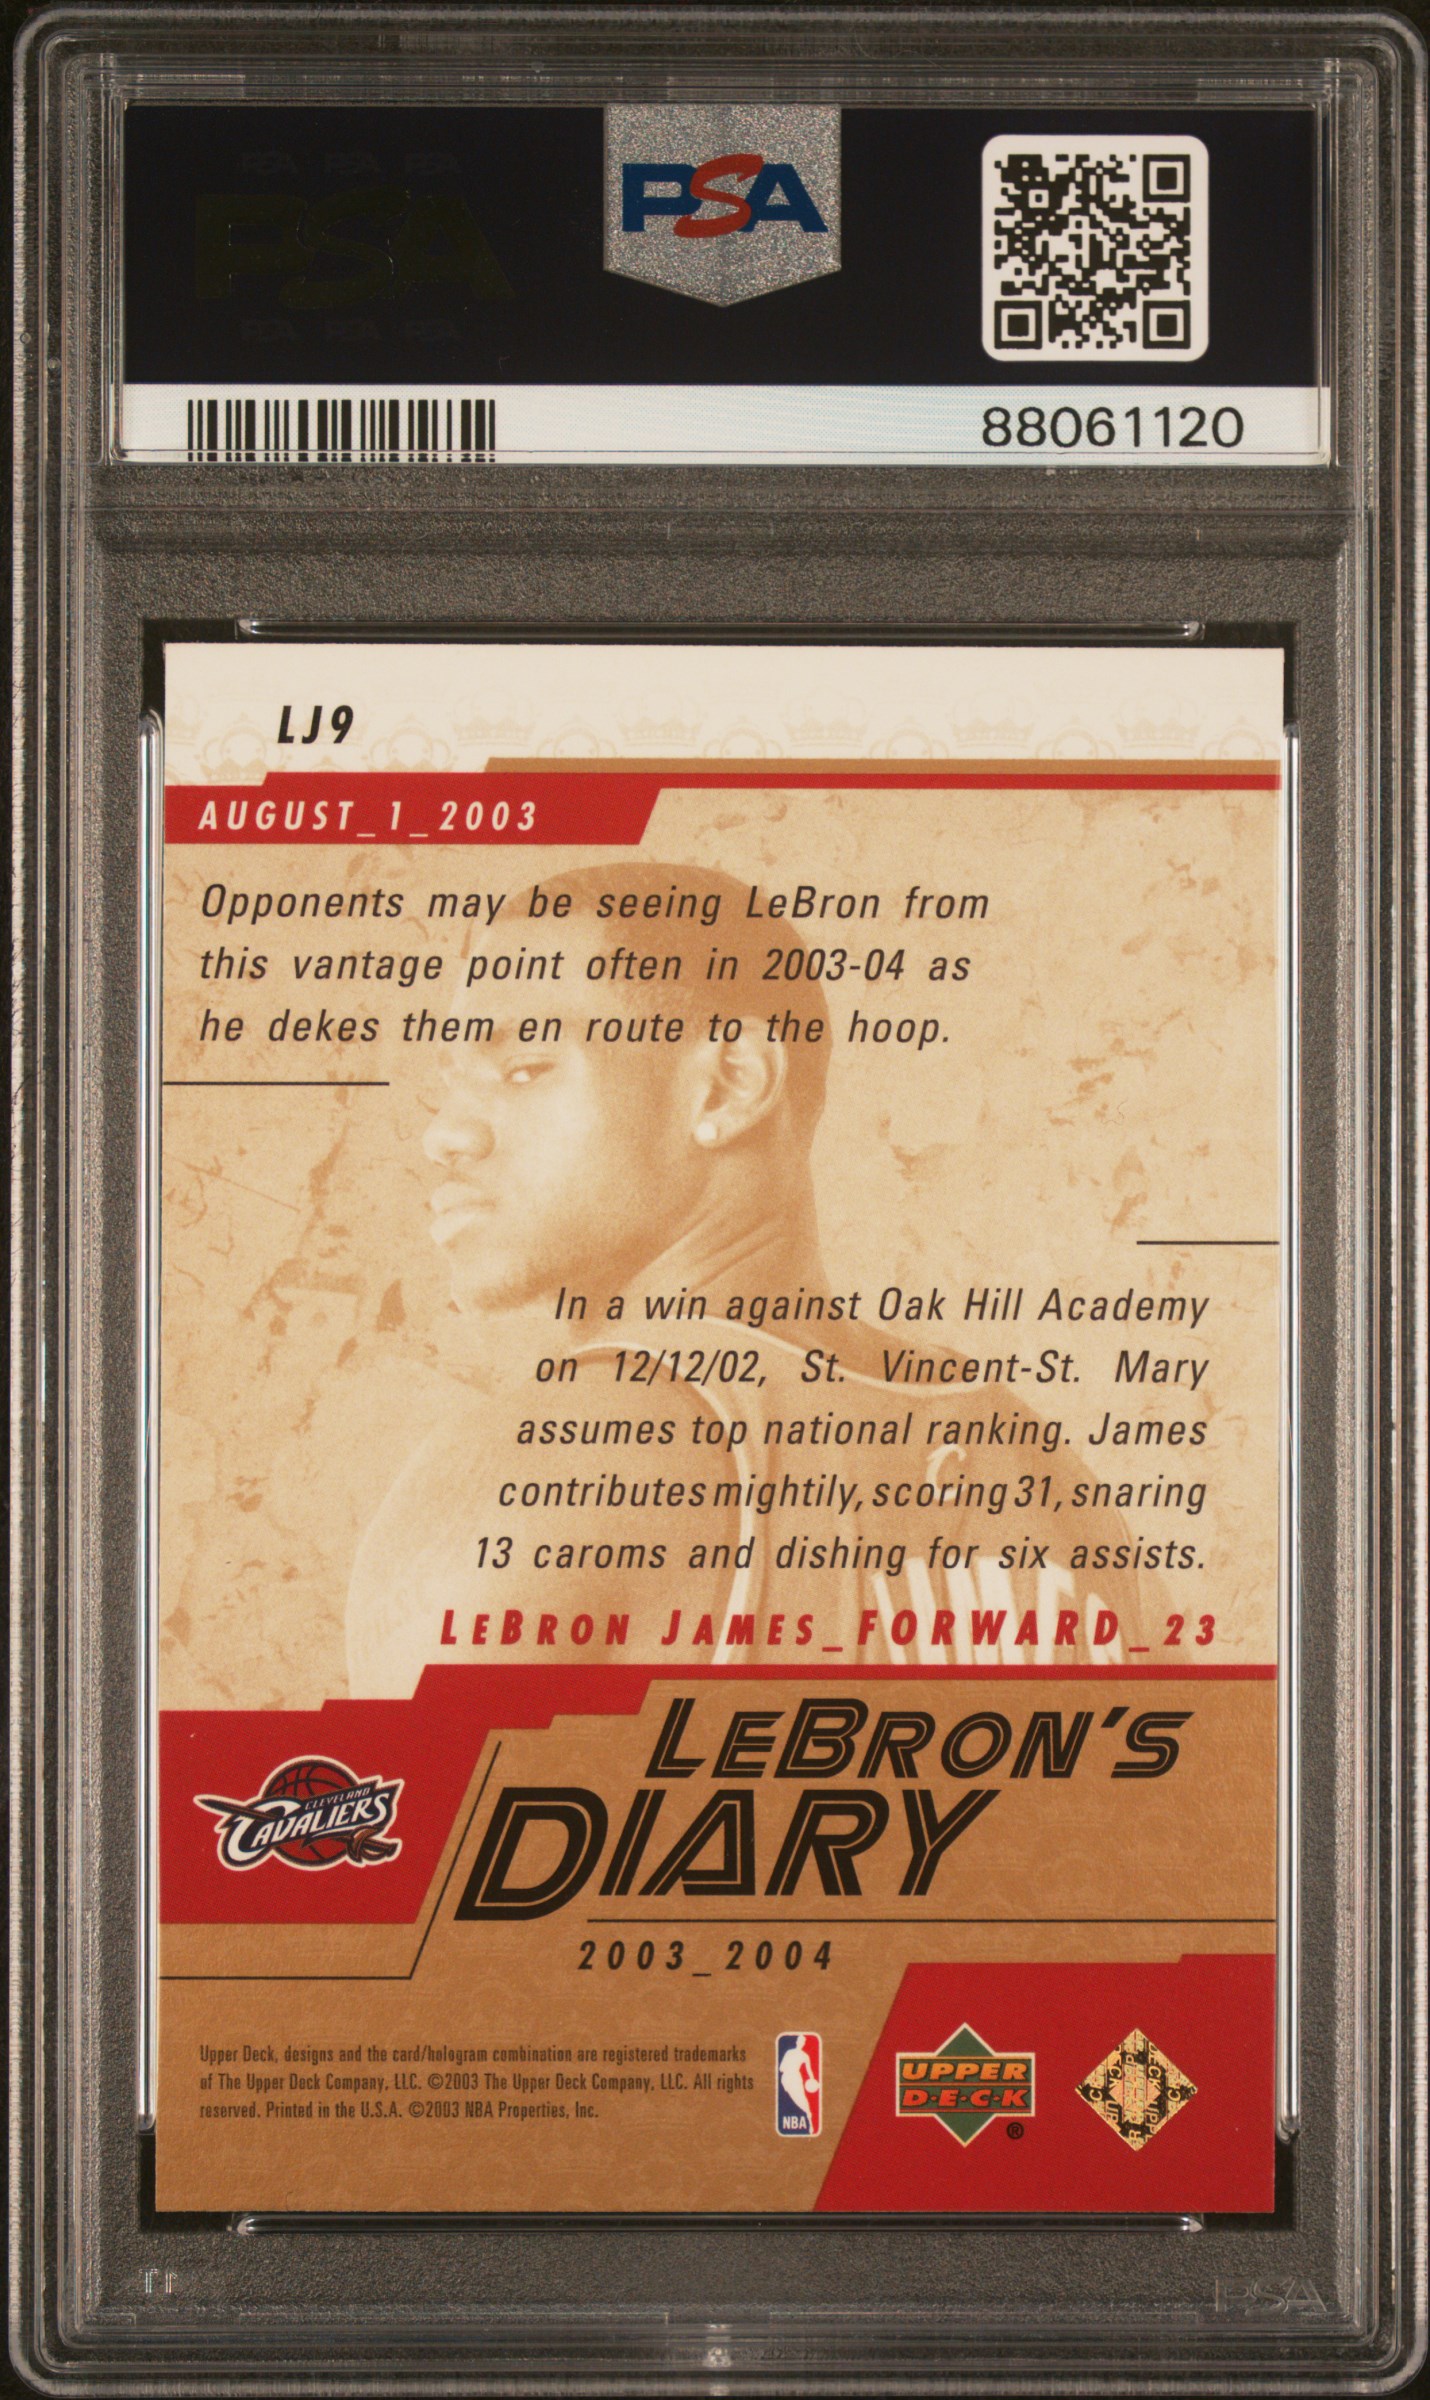 PSA
PSA
88061120
LJ9
AUGUST_1_2003
Opponents may be seeing LeBron from
this vantage point often in 2003-04 as
he dekes them en route to the hoop.
In a win against Oak Hill Academy
on 12/12/02, St. Vincent-St. Mary
assumes top national ranking. James
contributes mightily, scoring 31, snaring
13 caroms and dishing for six assists.
LEBRON JAMES_FORWARD_23
LEBRON'S
DIARY
CLEVELAND
CAVALIERS
2003_2004
Upper Deck, designs and the card/hologram combination are registered trademarks
of The Upper Deck Company, LLC. ©2003 The Upper Deck Company, LLC. All rights
reserved. Printed in the U.S.A. ©2003 NBA Properties, Inc.
NBA
UPPER
D·E·C·K
®
PSA